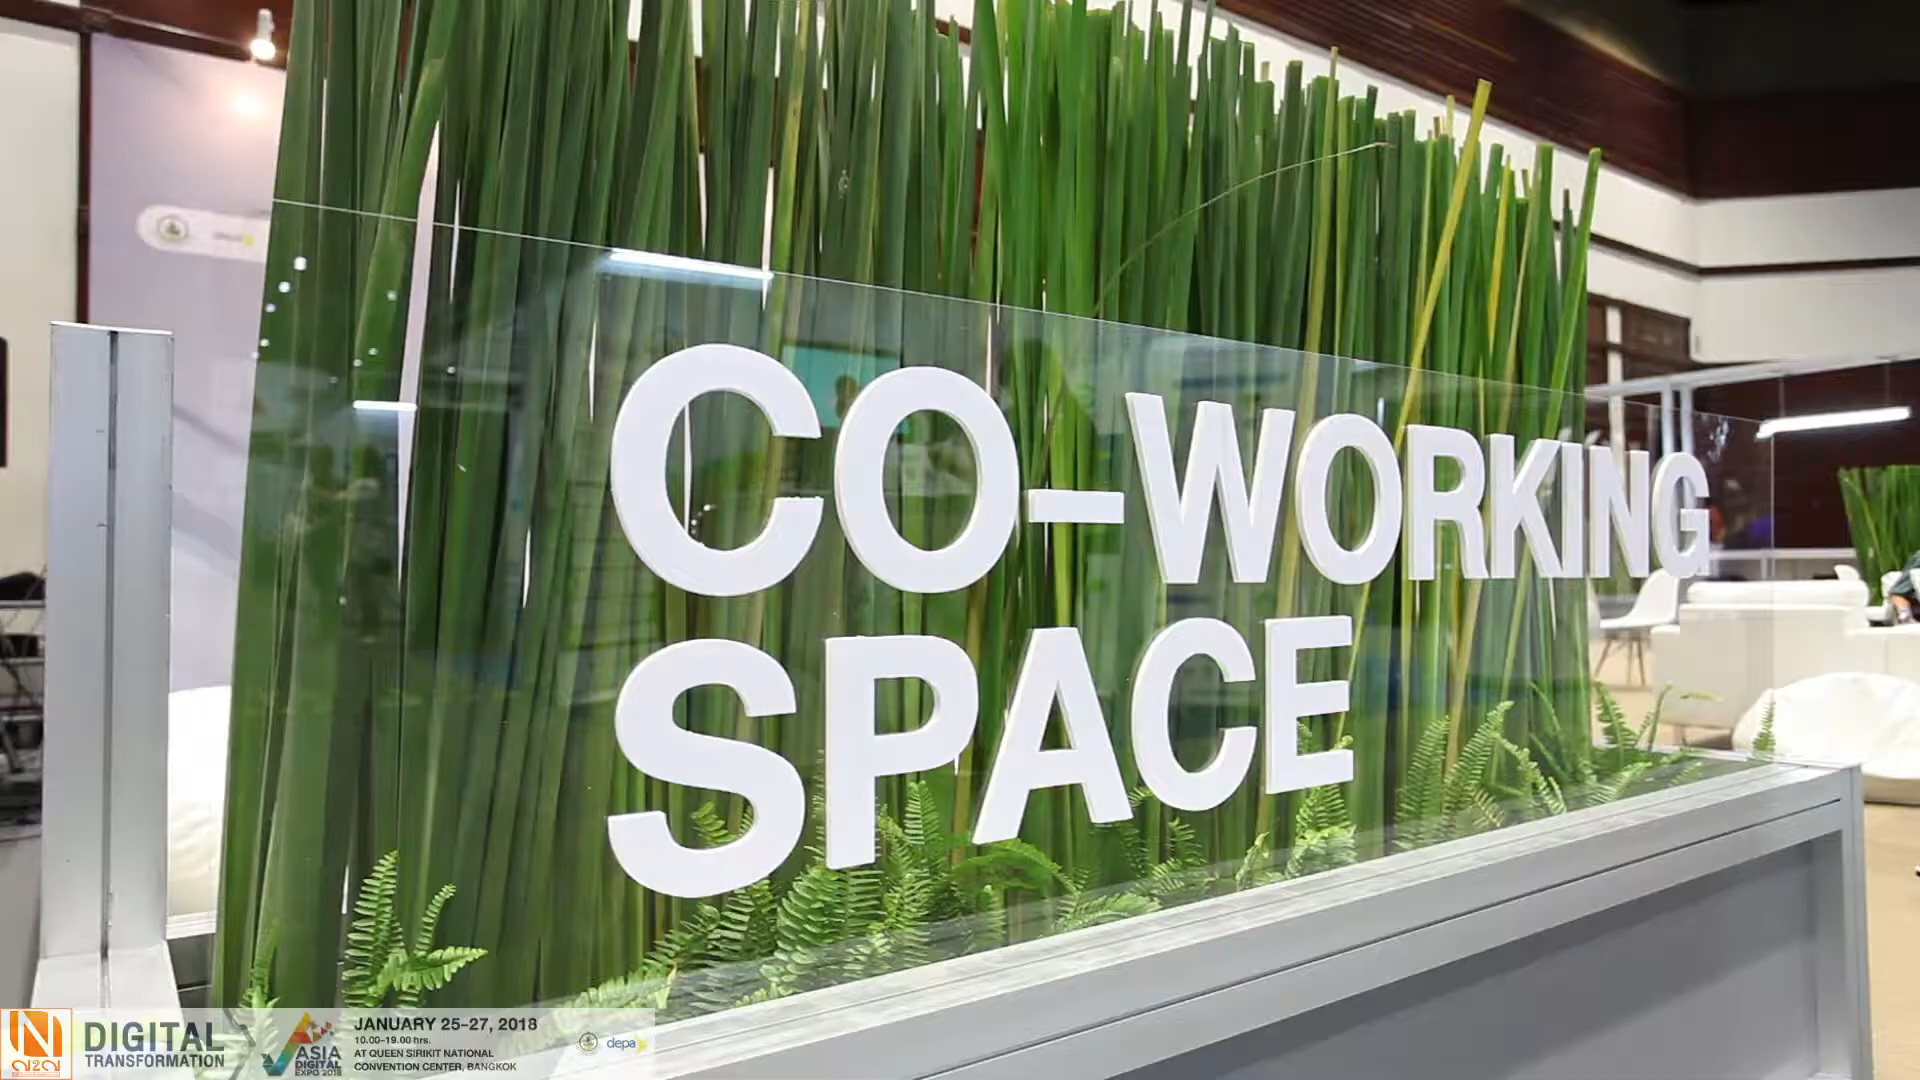 CO-WORKING
SPACE
DIGITAL
TRANSFORMATION
ASIA
DIGITAL
EXPO 2018
JANUARY 25-27, 2018
10.00-19.00 hrs.
AT QUEEN SIRIKIT NATIONAL
CONVENTION CENTER, BANGKOK
depa